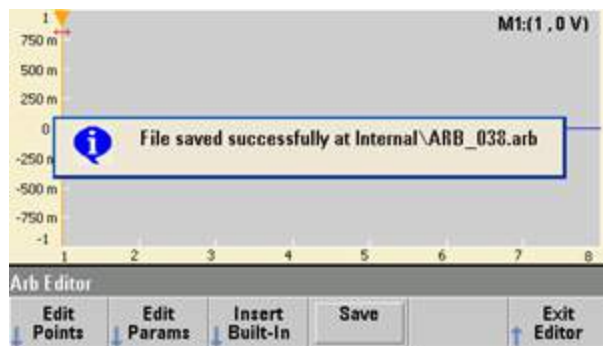 1
M1:(1 , 0 V)
750 m
500 m
250 m
0
File saved successfully at Internal\ARB_038.arb
-250 m
-500 m
-750 m
-1
1 2 3 4 5 6 7 8
Arb Editor
Edit Points
Edit Params
Insert Built-In
Save
Exit Editor